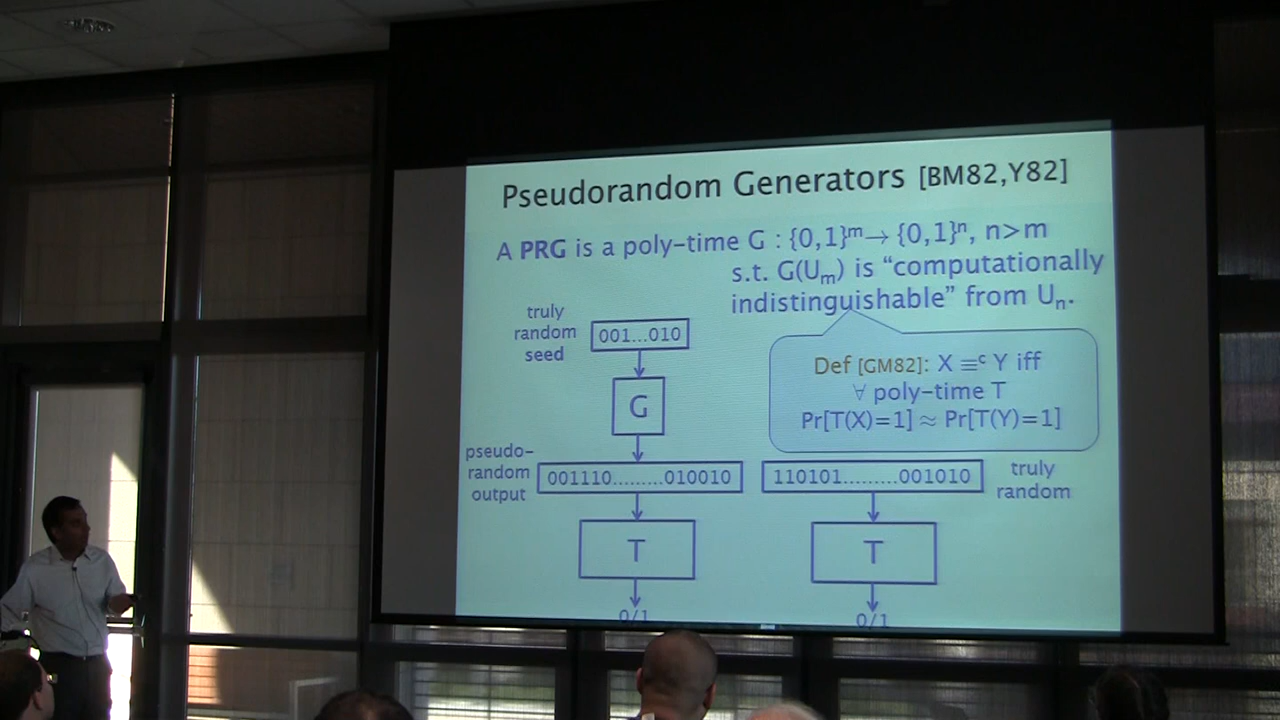 Pseudorandom Generators [BM82,Y82]
A PRG is a poly-time G : {0,1}ᵐ→ {0,1}ⁿ, n>m
s.t. G(Uₘ) is “computationally
indistinguishable” from Uₙ.
truly
random
seed
001...010
G
Def [GM82]: X ≡ᶜ Y iff
∀ poly-time T
Pr[T(X)=1] ≈ Pr[T(Y)=1]
pseudo-
random
output
001110.........010010
110101.........001010
truly
random
T
T
0/1
0/1